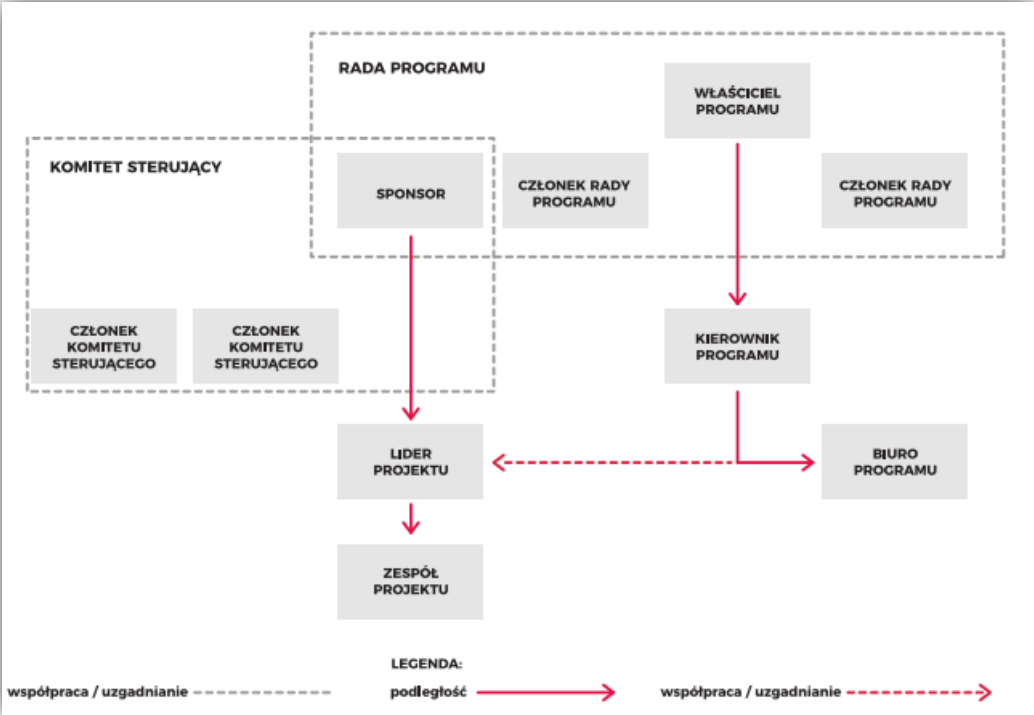 RADA PROGRAMU
WŁAŚCICIEL
PROGRAMU
KOMITET STERUJĄCY
SPONSOR
CZŁONEK RADY
PROGRAMU
CZŁONEK RADY
PROGRAMU
CZŁONEK
KOMITETU
STERUJĄCEGO
CZŁONEK
KOMITETU
STERUJĄCEGO
KIEROWNIK
PROGRAMU
LIDER
PROJEKTU
BIURO
PROGRAMU
ZESPÓŁ
PROJEKTU
LEGENDA:
współpraca / uzgadnianie
podległość
współpraca / uzgadnianie